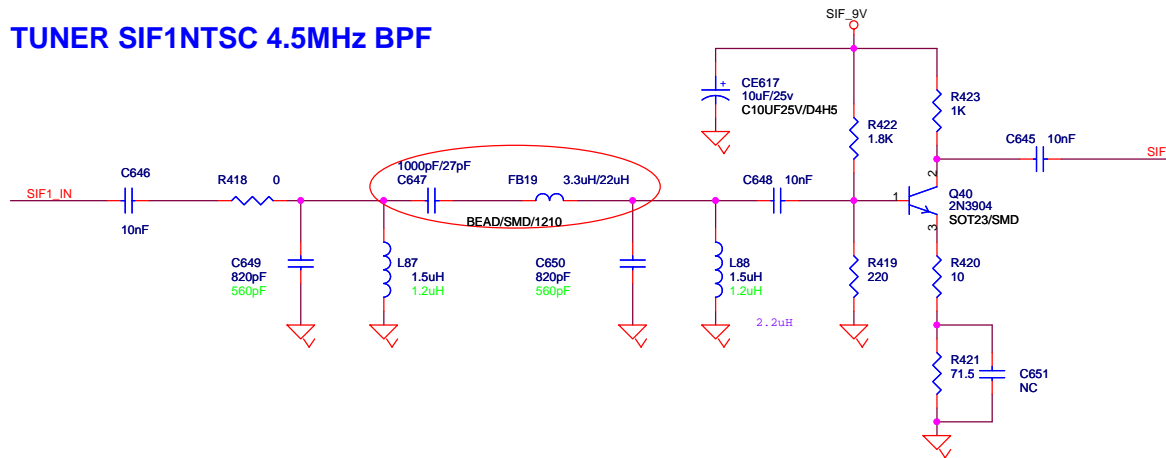 TUNER SIF1NTSC 4.5MHz BPF
SIF_9V
CE617
10uF/25v
C10UF25V/D4H5
R423
1K
R422
1.8K
C645
10nF
SIF
C646
10nF
SIF1_IN
R418
0
1000pF/27pF
C647
FB19
3.3uH/22uH
BEAD/SMD/1210
C648
10nF
1
2
3
Q40
2N3904
SOT23/SMD
C649
820pF
560pF
L87
1.5uH
1.2uH
C650
820pF
560pF
L88
1.5uH
1.2uH
2.2uH
R419
220
R420
10
R421
71.5
C651
NC